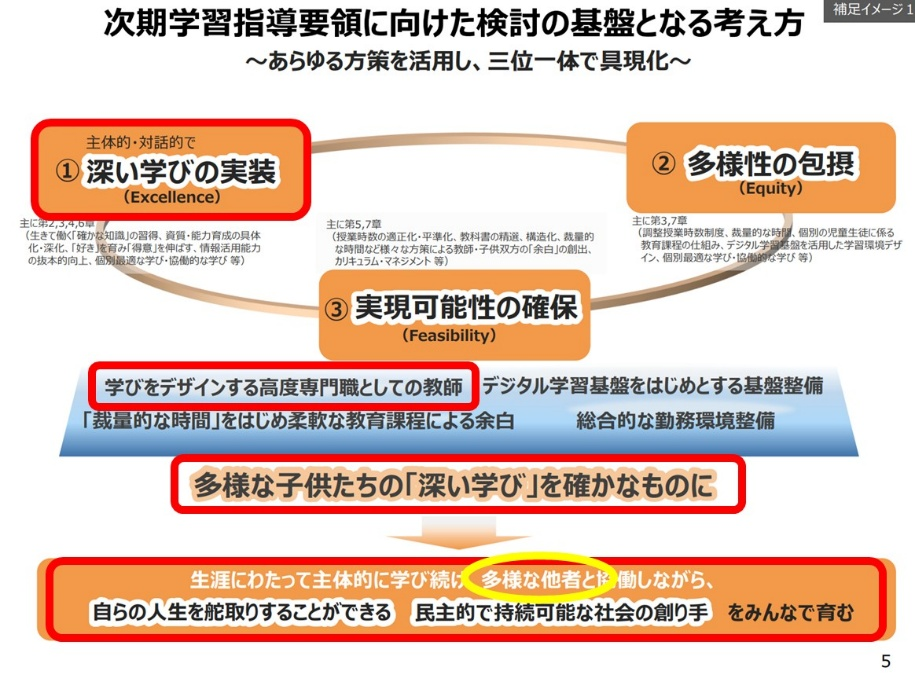 補足イメージ1
次期学習指導要領に向けた検討の基盤となる考え方
～あらゆる方策を活用し、三位一体で具現化～
主体的・対話的で
① 深い学びの実装
(Excellence)
主に第2,3,4,6章
(生きて働く「確かな知識」の習得、資質・能力育成の具体
化・深化、「好き」を育み「得意」を伸ばす、情報活用能力
の抜本的向上、個別最適な学び・協働的な学び 等)
② 多様性の包摂
(Equity)
主に第3,7章
(調整授業時数制度、裁量的な時間、個別の児童生徒に係る
教育課程の仕組み、デジタル学習基盤を活用した学習環境デザ
イン、個別最適な学び・協働的な学び 等)
主に第5,7章
(授業時数の適正化・平準化、教科書の精選、構造化、裁量的
な時間など様々な方策による教師・子供双方の「余白」の創出、
カリキュラム・マネジメント 等)
③ 実現可能性の確保
(Feasibility)
学びをデザインする高度専門職としての教師 デジタル学習基盤をはじめとする基盤整備
「裁量的な時間」をはじめ柔軟な教育課程による余白 総合的な勤務環境整備
多様な子供たちの「深い学び」を確かなものに
生涯にわたって主体的に学び続け、多様な他者と協働しながら、
自らの人生を舵取りすることができる 民主的で持続可能な社会の創り手 をみんなで育む
5